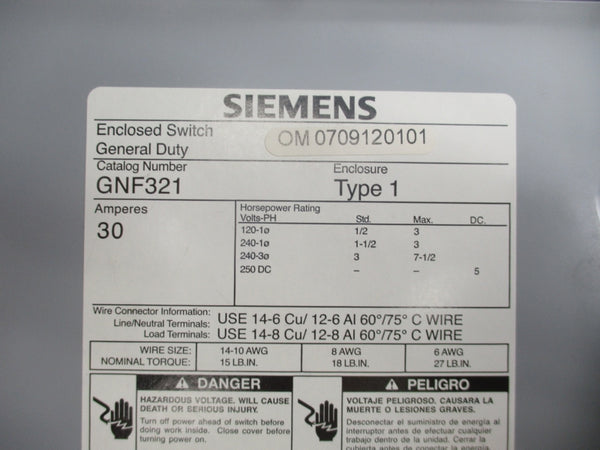 SIEMENS
Enclosed Switch
General Duty
OM 0709120101
Catalog Number
GNF321
Enclosure
Type 1
Amperes
30
Horsepower Rating
Volts-PH Std. Max. DC.
120-1ø 1/2 3
240-1ø 1-1/2 3
240-3ø 3 7-1/2
250 DC – – 5
Wire Connector Information:
Line/Neutral Terminals: USE 14-6 Cu/ 12-6 Al 60°/75° C WIRE
Load Terminals: USE 14-8 Cu/ 12-8 Al 60°/75° C WIRE
WIRE SIZE: 14-10 AWG 8 AWG 6 AWG
NOMINAL TORQUE: 15 LB.IN. 18 LB.IN. 27 LB.IN.
DANGER
HAZARDOUS VOLTAGE. WILL CAUSE
DEATH OR SERIOUS INJURY.
Turn off power ahead of switch before
doing work inside. Close cover before
turning power on.
PELIGRO
VOLTAJE PELIGROSO. CAUSARA LA
MUERTE O LESIONES GRAVES.
Desconectar el suministro de energía al
interruptor antes de efectuar cualquier
trabajo dentro de la unidad. Cerrar la
cubierta antes de conectar la